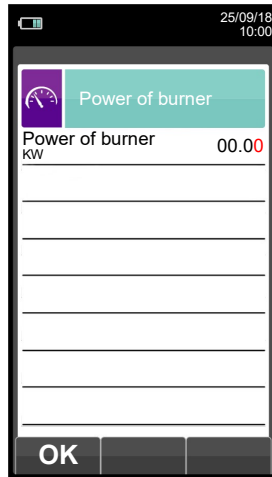 25/09/18
10:00
Power of burner
Power of burner 00.00
KW
OK